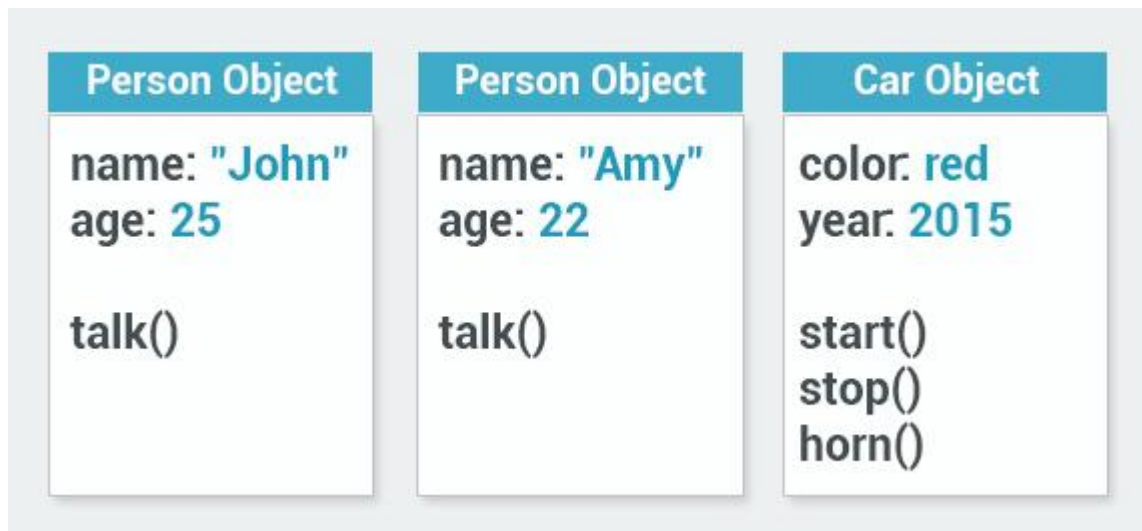 Person Object
name: "John"
age: 25
talk()
Person Object
name: "Amy"
age: 22
talk()
Car Object
color: red
year: 2015
start()
stop()
horn()